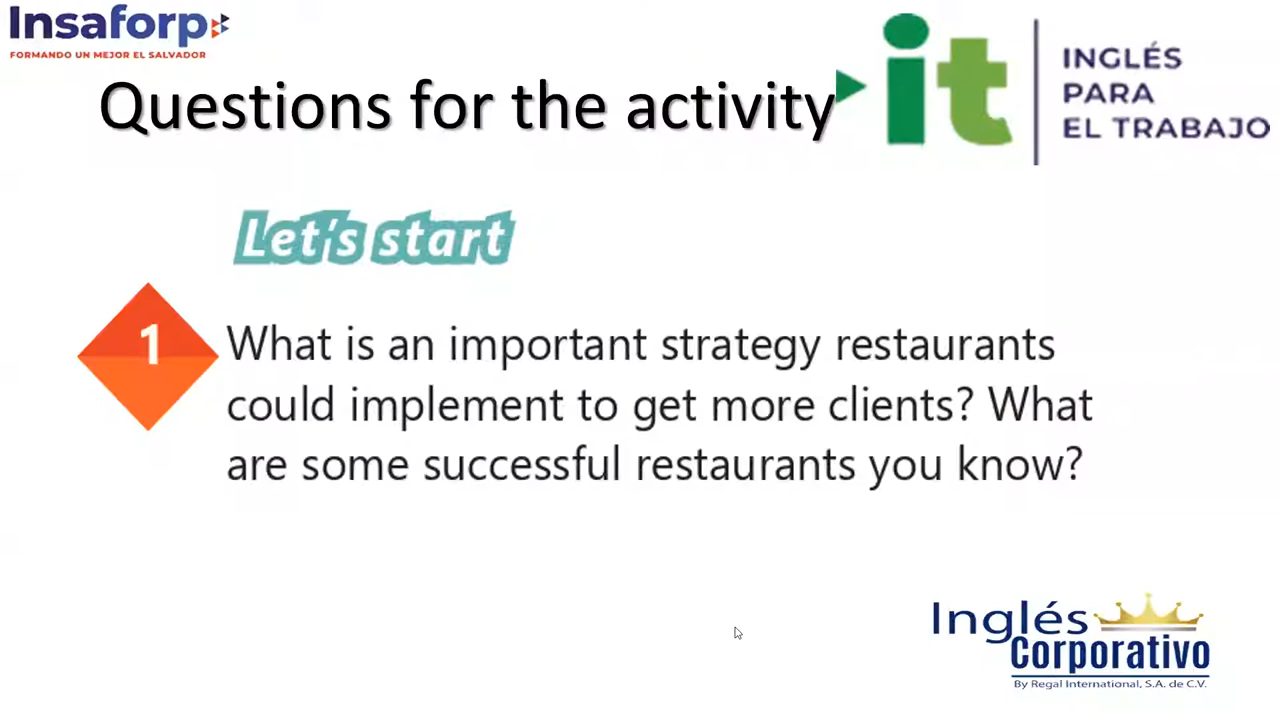 Insaforp
FORMANDO UN MEJOR EL SALVADOR
it
INGLÉS
PARA
EL TRABAJO
Questions for the activity
Let's start
1
What is an important strategy restaurants
could implement to get more clients? What
are some successful restaurants you know?
Inglés
Corporativo
By Regal International, S.A. de C.V.